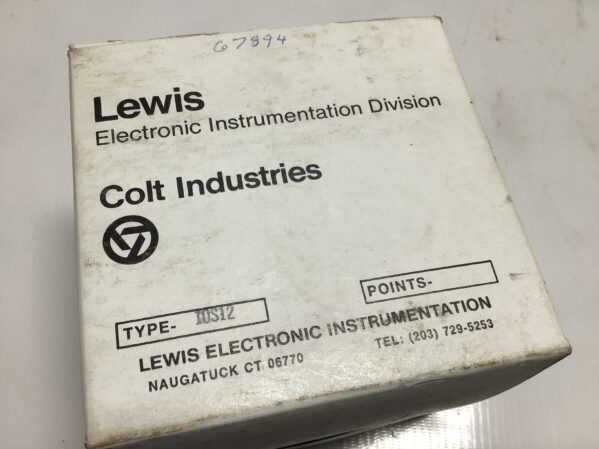 67894
Lewis
Electronic Instrumentation Division
Colt Industries
TYPE- 10S12
POINTS-
LEWIS ELECTRONIC INSTRUMENTATION
NAUGATUCK CT 06770
TEL: (203) 729-5253